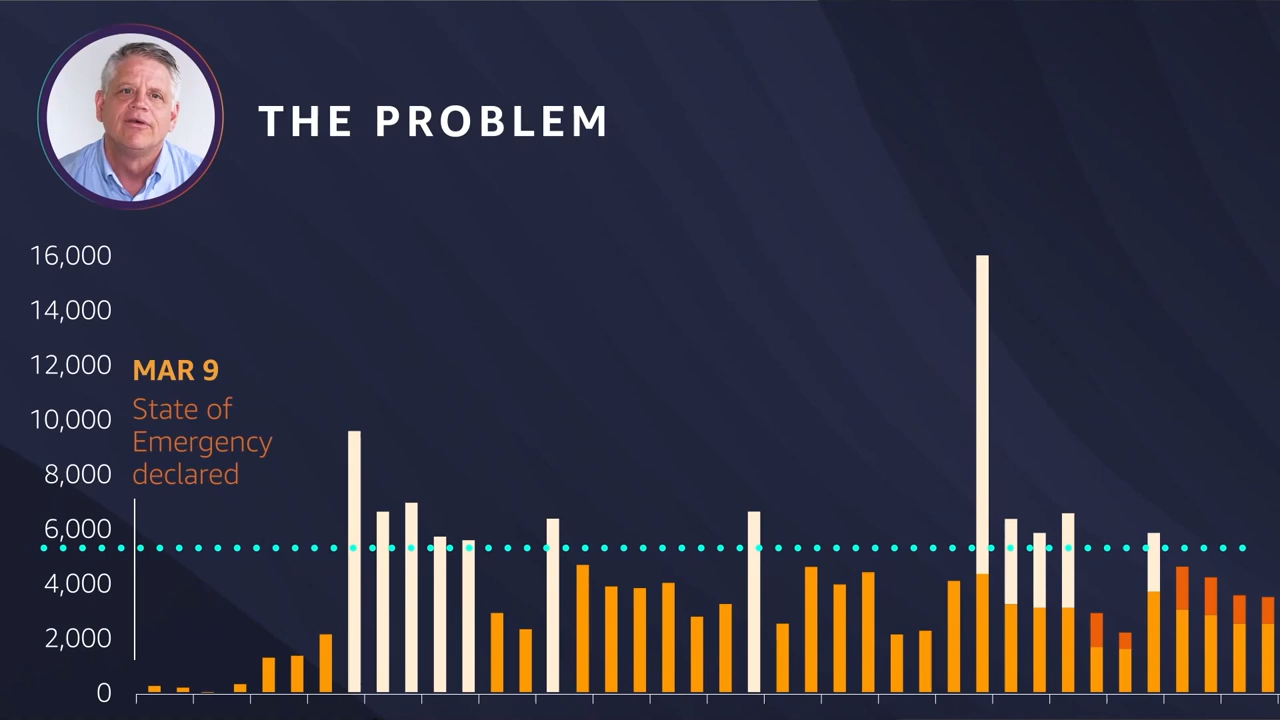 THE PROBLEM
16,000
14,000
12,000
MAR 9
State of
10,000
Emergency
declared
8,000
6,000
4,000
2,000
0